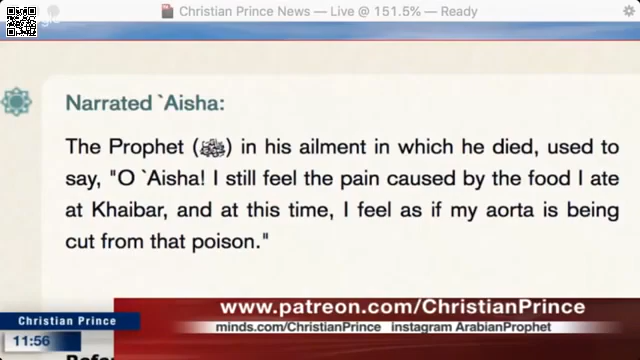 Christian Prince News — Live @ 151.5% — Ready
Narrated `Aisha:
The Prophet (ﷺ) in his ailment in which he died, used to
say, "O `Aisha! I still feel the pain caused by the food I ate
at Khaibar, and at this time, I feel as if my aorta is being
cut from that poison."
www.patreon.com/ChristianPrince
Christian Prince
minds.com/ChristianPrince instagram ArabianProphet
11:56